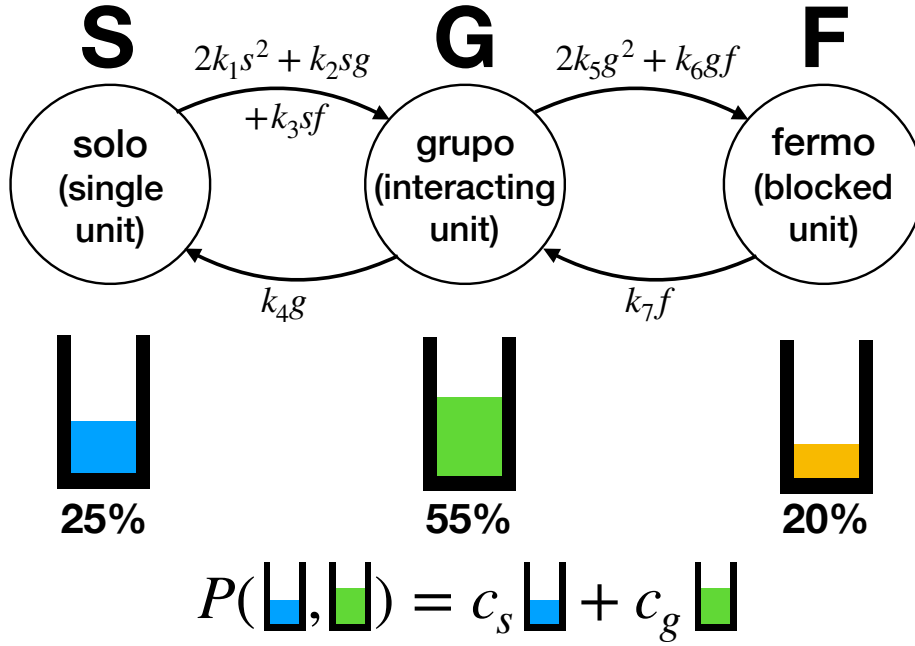 S G F
2k₁s² + k₂sg
+k₃sf
2k₅g² + k₆gf
solo
(single
unit)
grupo
(interacting
unit)
fermo
(blocked
unit)
k₄g
k₇f
25% 55% 20%
P( , ) = cₛ + c_g